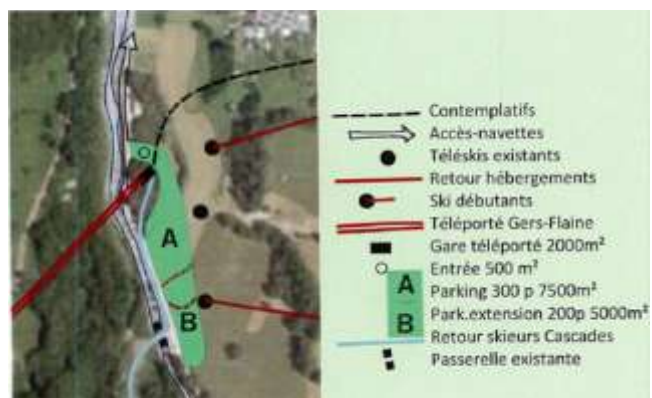 A
B
Contemplatifs
Accès-navettes
Téléskis existants
Retour hébergements
Ski débutants
Téléporté Gers-Flaine
Gare téléporté 2000m²
Entrée 500 m²
A Parking 300 p 7500m²
B Park.extension 200p 5000m²
Retour skieurs Cascades
Passerelle existante